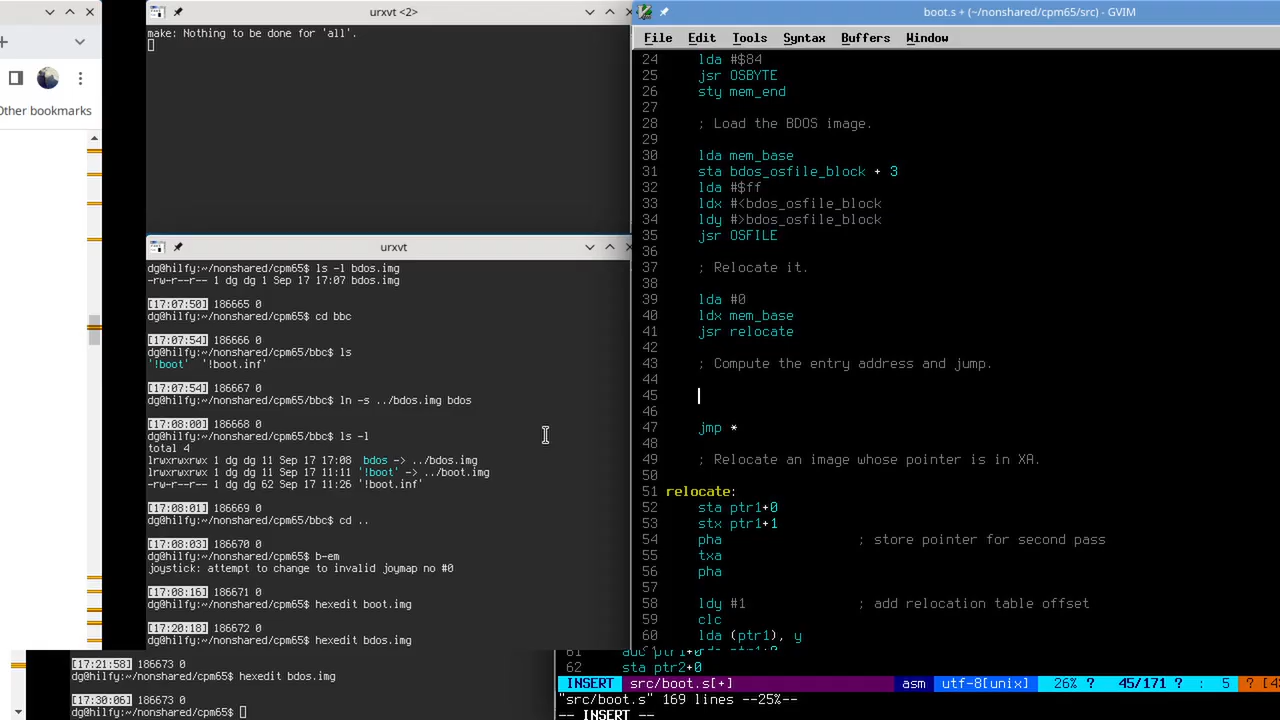 Other bookmarks
urxvt <2>
make: Nothing to be done for 'all'.
urxvt
dg@hilfy:~/nonshared/cpm65$ ls -l bdos.img
-rw-r--r-- 1 dg dg 1 Sep 17 17:07 bdos.img
[17:07:50] 186665 0
dg@hilfy:~/nonshared/cpm65$ cd bbc
[17:07:54] 186666 0
dg@hilfy:~/nonshared/cpm65/bbc$ ls
'!boot' '!boot.inf'
[17:07:54] 186667 0
dg@hilfy:~/nonshared/cpm65/bbc$ ln -s ../bdos.img bdos
[17:08:00] 186668 0
dg@hilfy:~/nonshared/cpm65/bbc$ ls -l
total 4
lrwxrwxrwx 1 dg dg 11 Sep 17 17:08 bdos -> ../bdos.img
lrwxrwxrwx 1 dg dg 11 Sep 17 11:11 '!boot' -> ../boot.img
-rw-r--r-- 1 dg dg 62 Sep 17 11:26 '!boot.inf'
[17:08:01] 186669 0
dg@hilfy:~/nonshared/cpm65/bbc$ cd ..
[17:08:03] 186670 0
dg@hilfy:~/nonshared/cpm65$ b-em
joystick: attempt to change to invalid joymap no #0
[17:08:16] 186671 0
dg@hilfy:~/nonshared/cpm65$ hexedit boot.img
[17:20:18] 186672 0
dg@hilfy:~/nonshared/cpm65$ hexedit bdos.img
[17:21:58] 186673 0
dg@hilfy:~/nonshared/cpm65$ hexedit bdos.img
[17:30:06] 186673 0
dg@hilfy:~/nonshared/cpm65$
boot.s + (~/nonshared/cpm65/src) - GVIM
File Edit Tools Syntax Buffers Window
24 lda #$84
25 jsr OSBYTE
26 sty mem_end
27
28 ; Load the BDOS image.
29
30 lda mem_base
31 sta bdos_osfile_block + 3
32 lda #$ff
33 ldx #<bdos_osfile_block
34 ldy #>bdos_osfile_block
35 jsr OSFILE
36
37 ; Relocate it.
38
39 lda #0
40 ldx mem_base
41 jsr relocate
42
43 ; Compute the entry address and jump.
44
45
46
47 jmp *
48
49 ; Relocate an image whose pointer is in XA.
50
51 relocate:
52 sta ptr1+0
53 stx ptr1+1
54 pha ; store pointer for second pass
55 txa
56 pha
57
58 ldy #1 ; add relocation table offset
59 clc
60 lda (ptr1), y
61 adc ptr1+0
62 sta ptr2+0
INSERT src/boot.s[+] asm utf-8[unix] 26% ? 45/171 ? : 5 ? [4
"src/boot.s" 169 lines --25%--
-- INSERT --